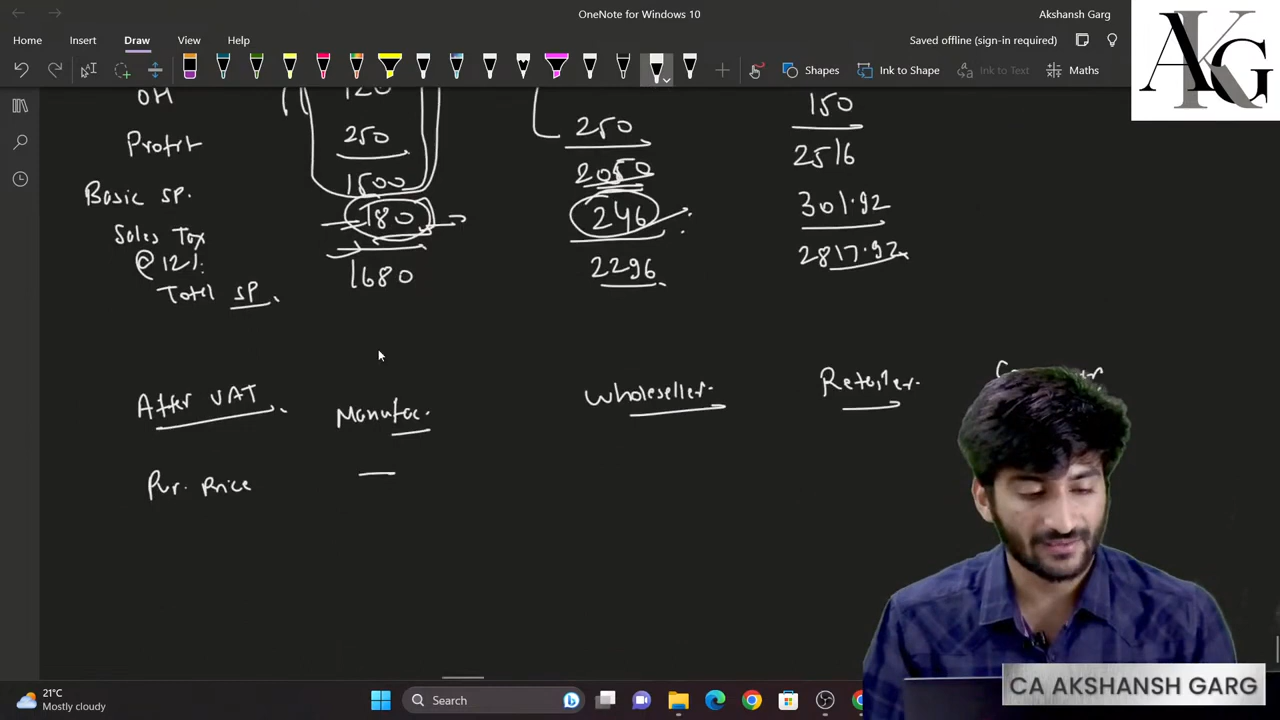 OneNote for Windows 10
Akshansh Garg
Home Insert Draw View Help
Saved offline (sign-in required)
Shapes
Ink to Shape
Ink to Text
Maths
AKG
OH 120 150
Profit 250 250 2516
Basic SP. 1500 2050 301.92
Sales Tax 180 246 2817.92
@ 12%
Total SP. 1680 2296
After VAT. Manufac. Wholeseller. Retailer.
Pur. Price —
CA AKSHANSH GARG
21°C
Mostly cloudy
Search